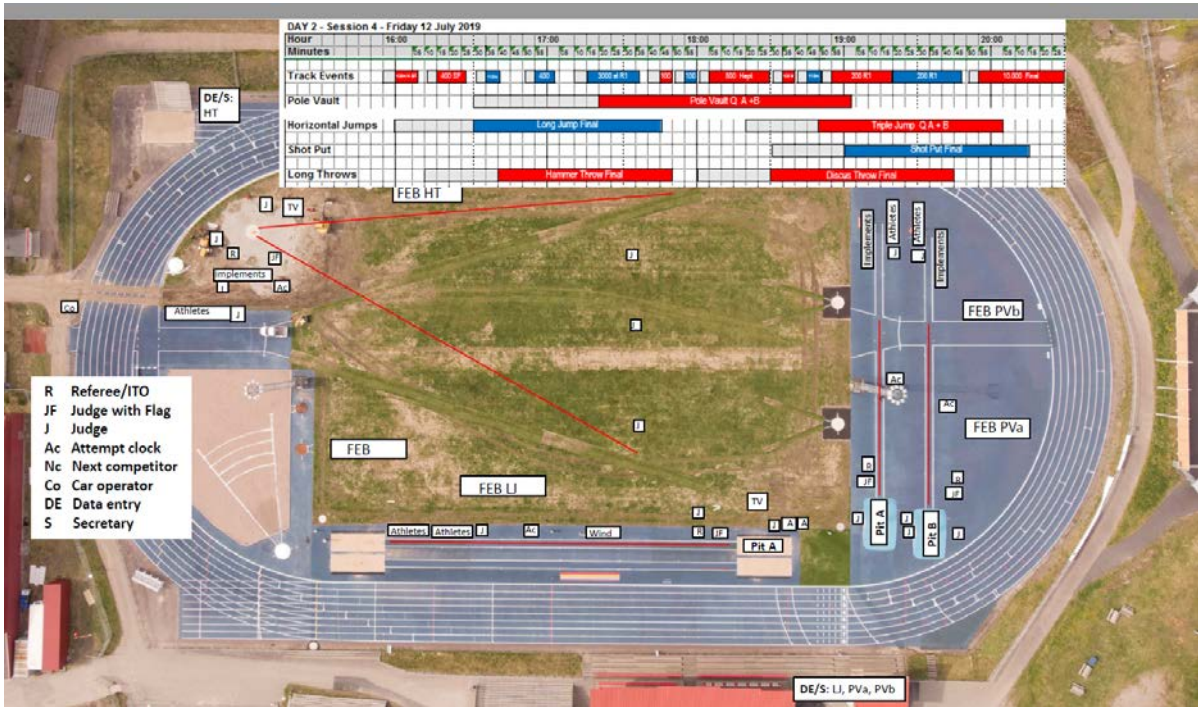 DAY 2 - Session 4 - Friday 12 July 2019
Hour 16:00 17:00 18:00 19:00 20:00
Minutes
Track Events 400 SF 400 3000 st R1 100 100 800 Hept 200 R1 200 R1 10.000 Final
Pole Vault Pole Vault Q A +B
Horizontal Jumps Long Jump Final Triple Jump Q A + B
Shot Put Shot Put Final
Long Throws Hammer Throw Final Discus Throw Final
DE/S:
HT
FEB HT
J
TV
J
R
JF
Implements
J
Ac
Co
Athletes
J
J
J
J
Implements
Athletes
Athletes
Implements
J
J
FEB PVb
Ac
Ac
FEB PVa
R Referee/ITO
JF Judge with Flag
J Judge
Ac Attempt clock
Nc Next competitor
Co Car operator
DE Data entry
S Secretary
FEB
FEB LJ
TV
JF
R
JF
Pit A
Pit B
J
J
J
J
J
Athletes Athletes J Ac Wind R JF J A A
Pit A
DE/S: LJ, PVa, PVb